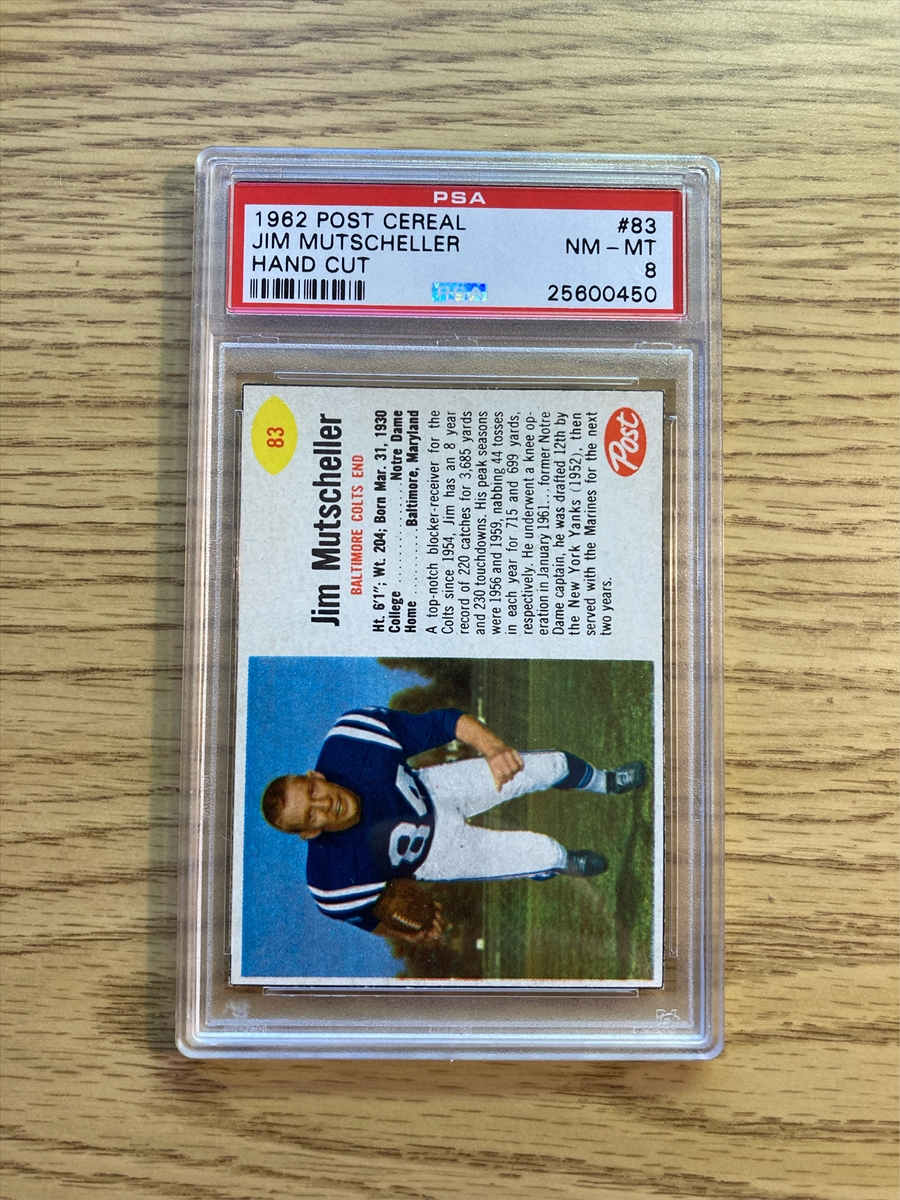 PSA
1962 POST CEREAL #83
JIM MUTSCHELLER NM - MT
HAND CUT 8
25600450
83
Jim Mutscheller
BALTIMORE COLTS END
Ht. 6'1"; Wt. 204; Born Mar. 31, 1930
College .............. Notre Dame
Home .......... Baltimore, Maryland
A top-notch blocker-receiver for the
Colts since 1954, Jim has an 8 year
record of 220 catches for 3,685 yards
and 230 touchdowns. His peak seasons
were 1956 and 1959, nabbing 44 tosses
in each year for 715 and 699 yards,
respectively. He underwent a knee op-
eration in January 1961... former Notre
Dame captain, he was drafted 12th by
the New York Yanks (1952), then
served with the Marines for the next
two years.
Post
84